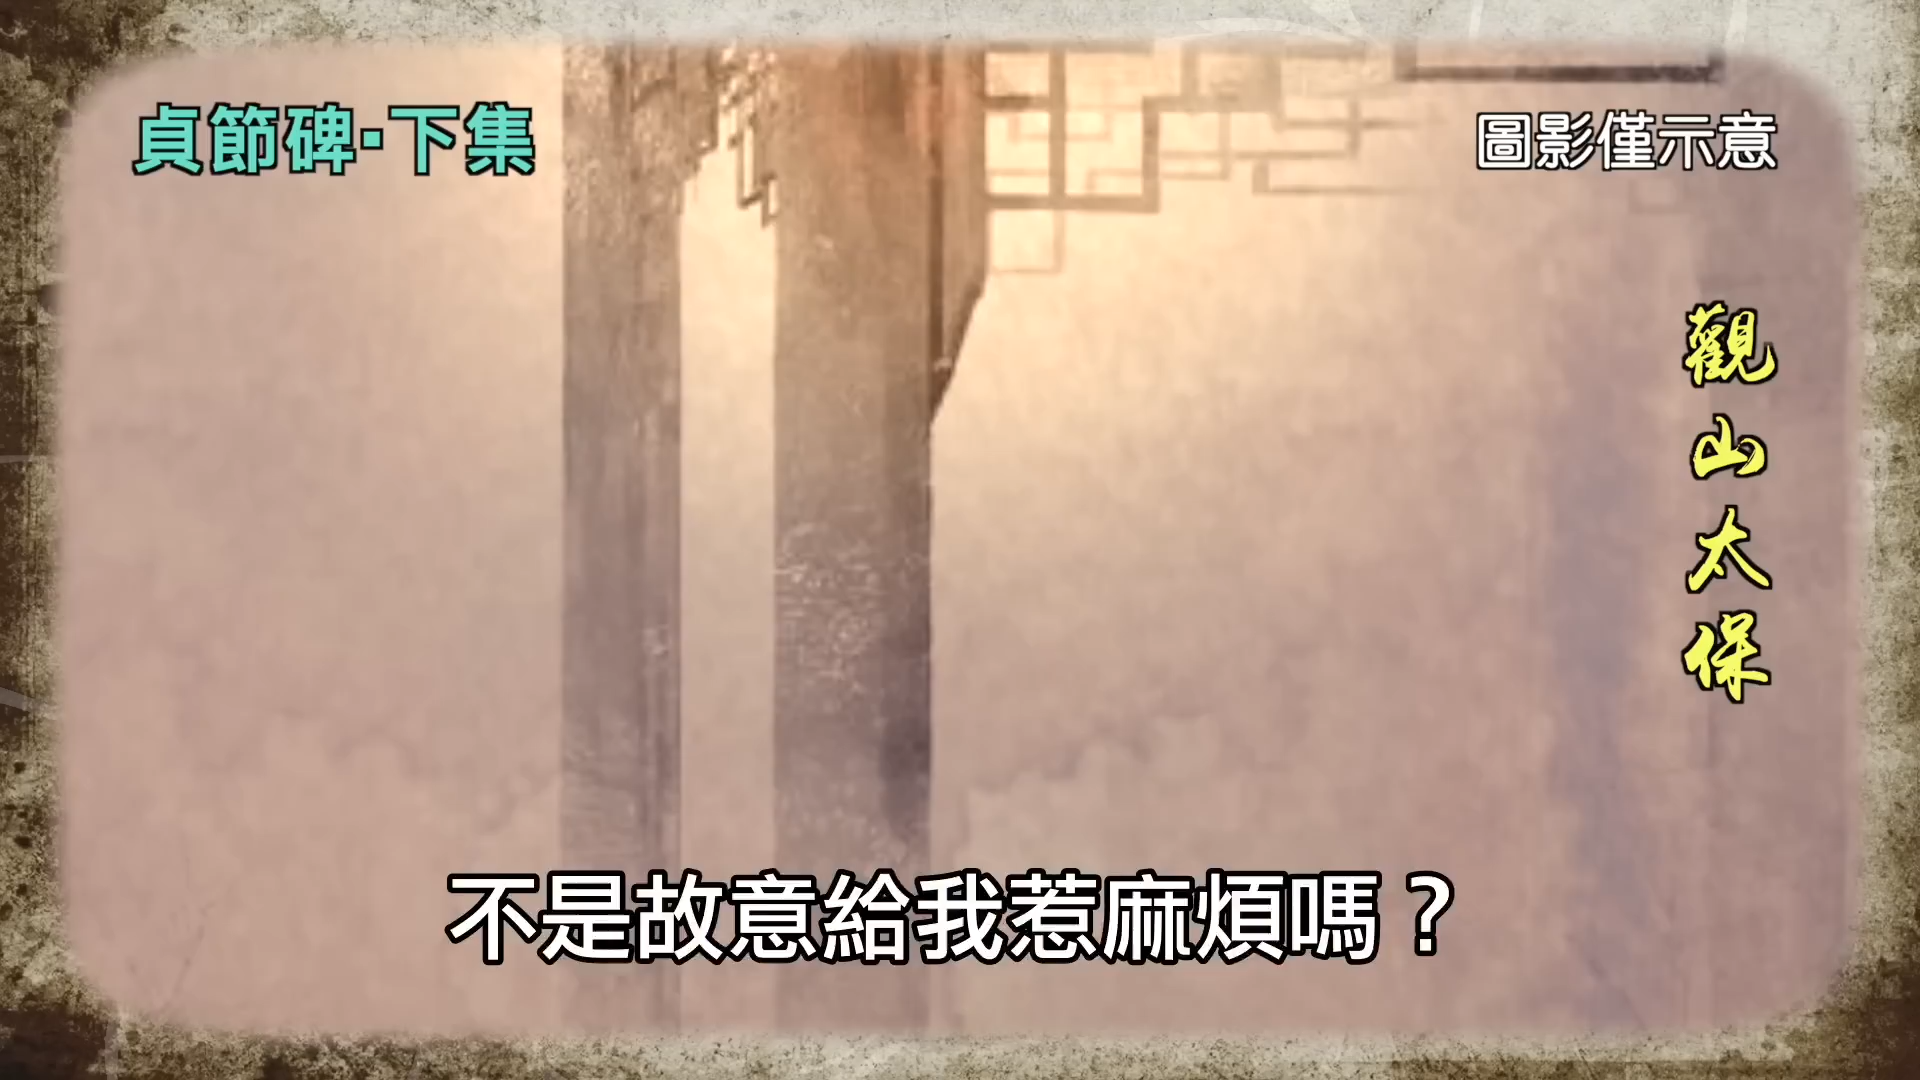 貞節碑·下集
圖影僅示意
觀山太保
不是故意給我惹麻煩嗎？